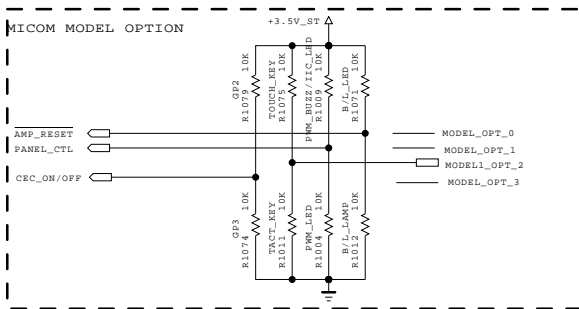 MICOM MODEL OPTION
+3.5V_ST
GP2
R1079 10K
TOUCH_KEY
R1075 10K
PWM_BUZZ/IIC_LED
R1009 10K
B/L_LED
R1071 10K
AMP_RESET
PANEL_CTL
CEC_ON/OFF
MODEL_OPT_0
MODEL_OPT_1
MODEL1_OPT_2
MODEL_OPT_3
GP3
R1074 10K
TACT_KEY
R1011 10K
PWM_LED
R1004 10K
B/L_LAMP
R1012 10K